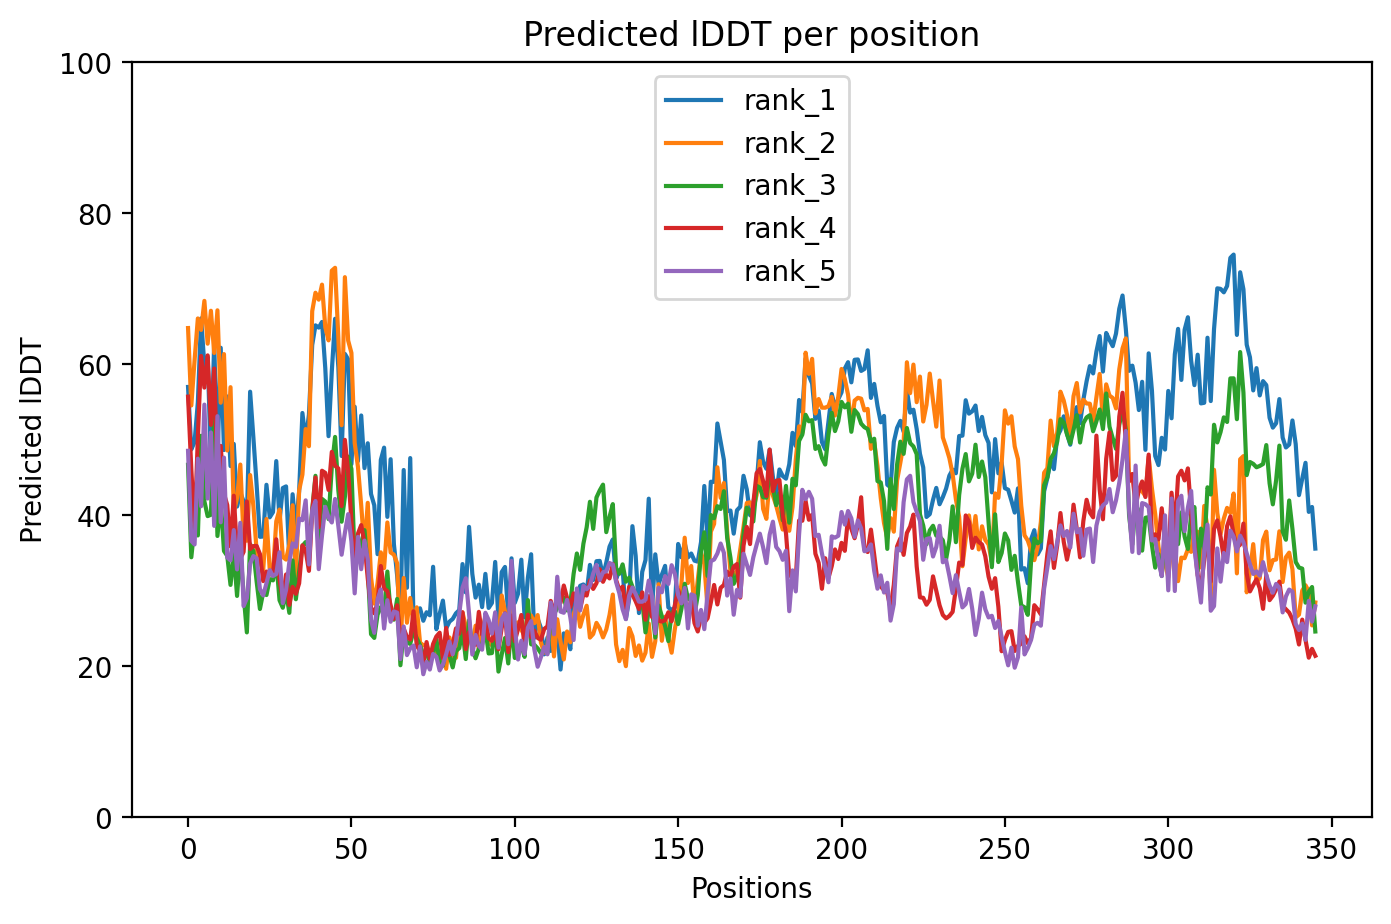 Predicted lDDT per position
100
80
60
40
20
0
Predicted lDDT
rank_1
rank_2
rank_3
rank_4
rank_5
0 50 100 150 200 250 300 350
Positions